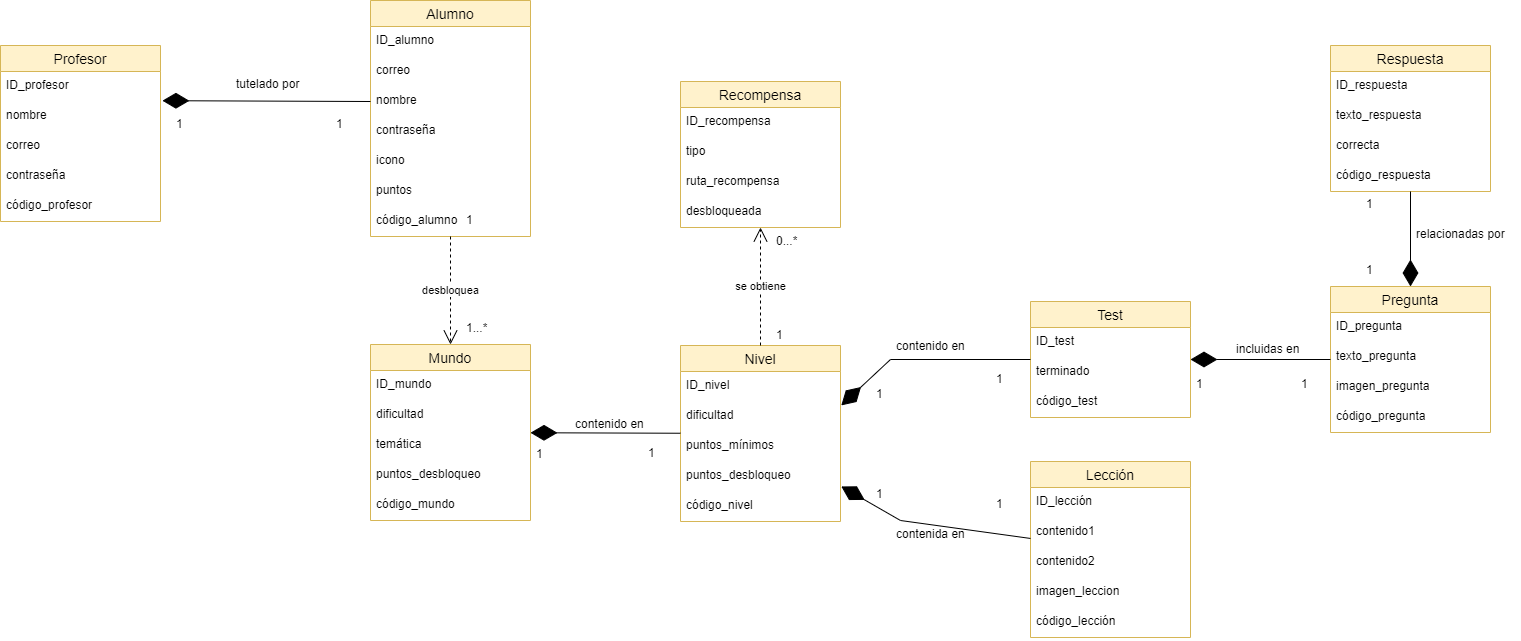 Profesor
ID_profesor
nombre
correo
contraseña
código_profesor
tutelado por
1
1
Alumno
ID_alumno
correo
nombre
contraseña
icono
puntos
código_alumno
1
desbloquea
1...*
Mundo
ID_mundo
dificultad
temática
puntos_desbloqueo
código_mundo
contenido en
1
1
Recompensa
ID_recompensa
tipo
ruta_recompensa
desbloqueada
0...*
se obtiene
1
Nivel
ID_nivel
dificultad
puntos_mínimos
puntos_desbloqueo
código_nivel
contenido en
1
1
1
1
contenida en
Test
ID_test
terminado
código_test
Lección
ID_lección
contenido1
contenido2
imagen_leccion
código_lección
incluidas en
1
1
Respuesta
ID_respuesta
texto_respuesta
correcta
código_respuesta
1
relacionadas por
1
Pregunta
ID_pregunta
texto_pregunta
imagen_pregunta
código_pregunta